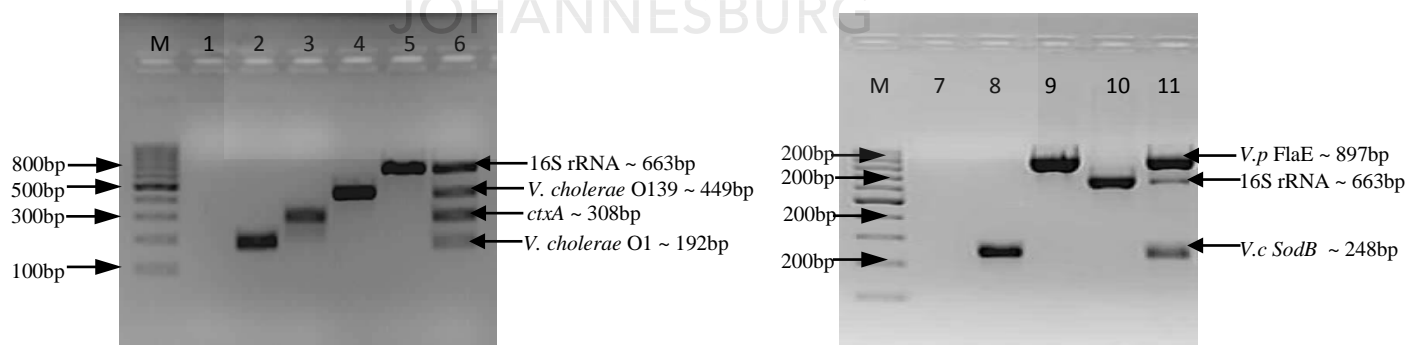 JOHANNESBURG
M 1 2 3 4 5 6
800bp
500bp
300bp
100bp
16S rRNA ~ 663bp
V. cholerae O139 ~ 449bp
ctxA ~ 308bp
V. cholerae O1 ~ 192bp
M 7 8 9 10 11
200bp
200bp
200bp
200bp
V.p FlaE ~ 897bp
16S rRNA ~ 663bp
V.c SodB ~ 248bp